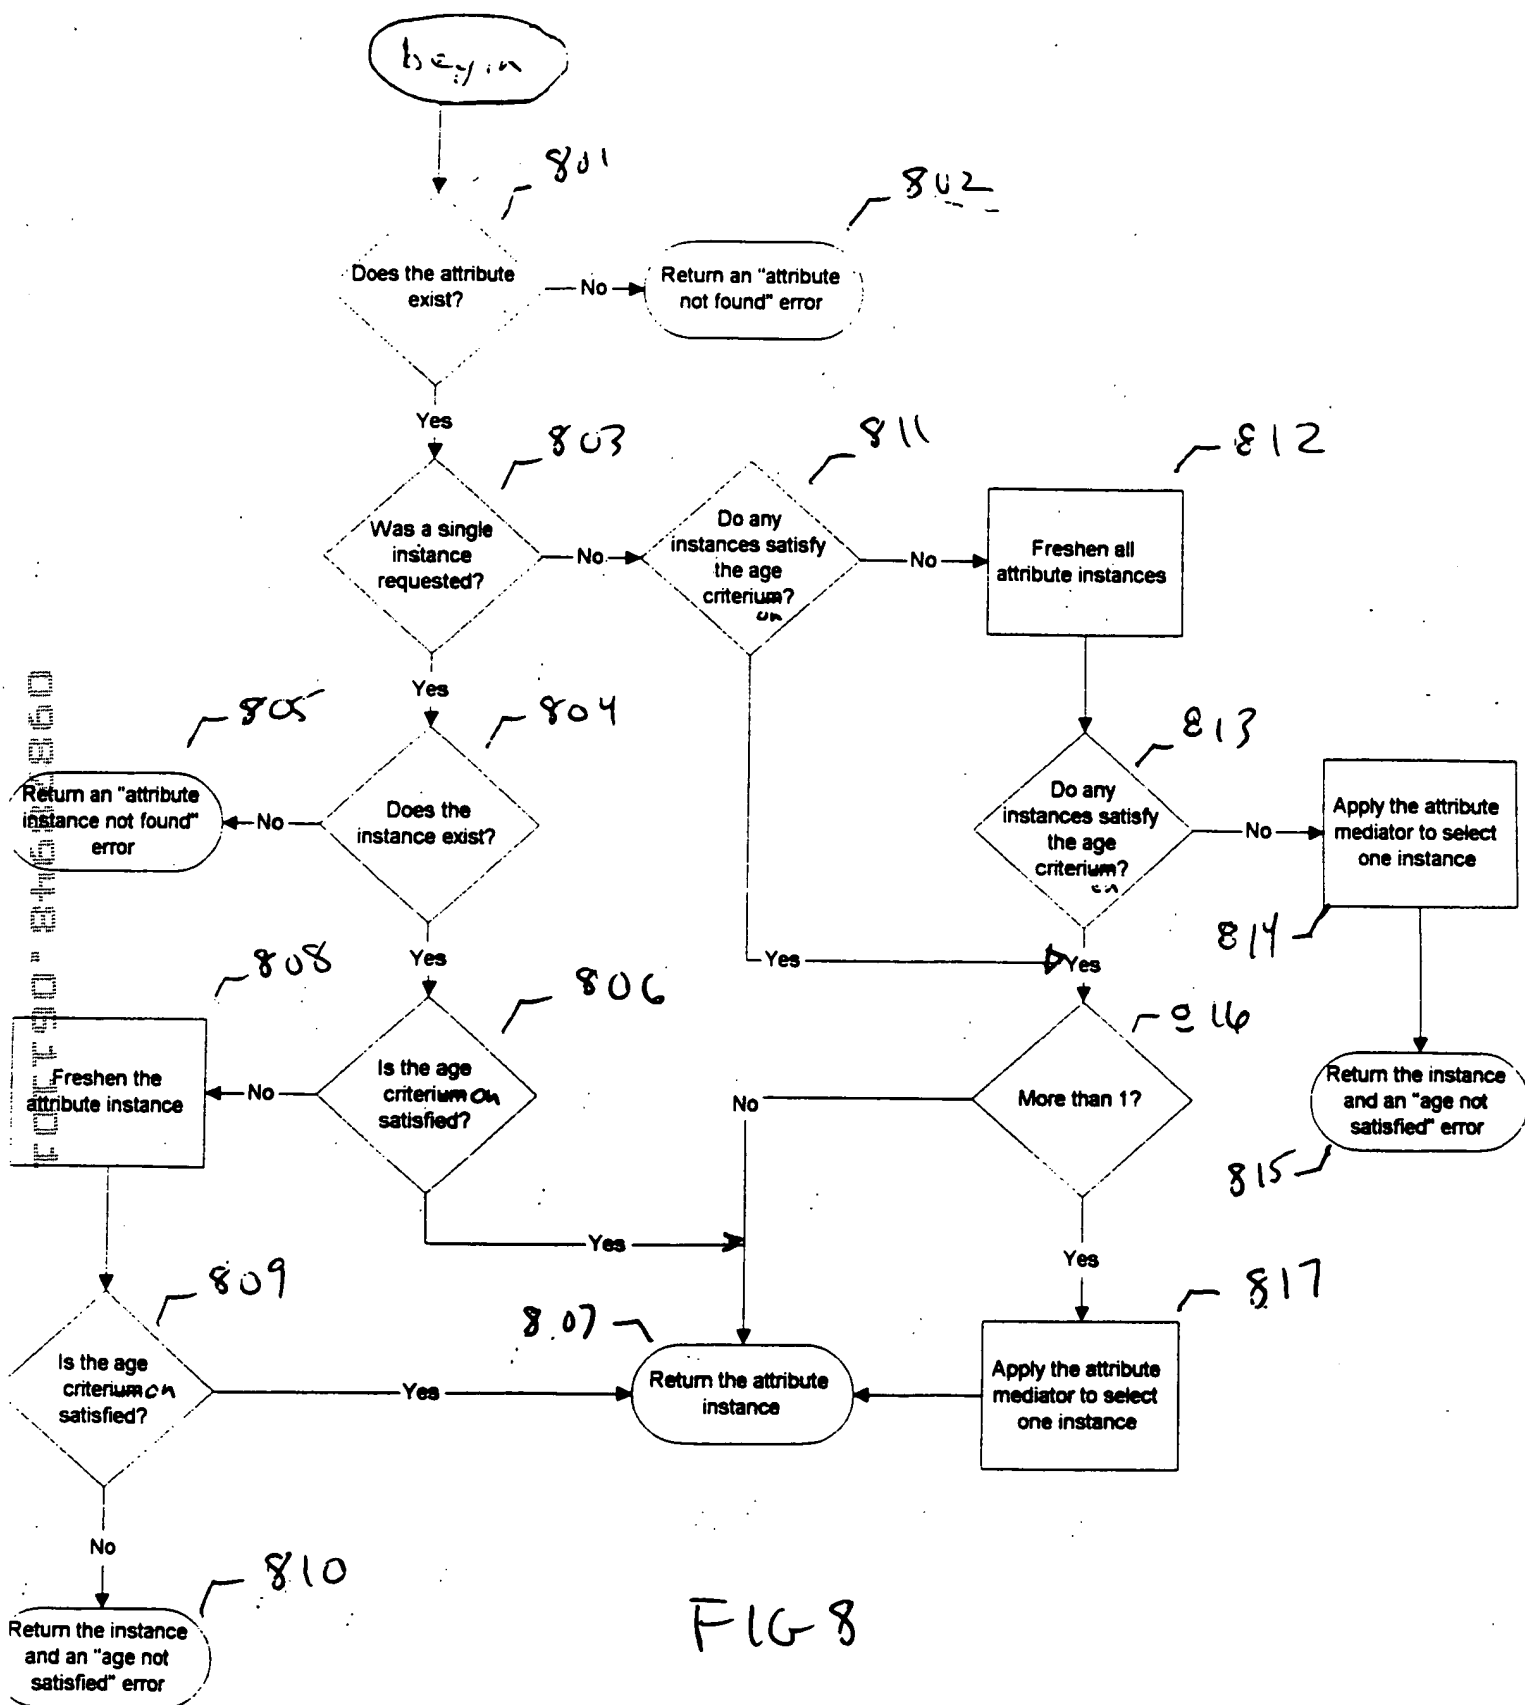 begin
801
802
Does the attribute
exist?
No
Return an "attribute
not found" error
Yes
803
811
812
Was a single
instance
requested?
No
Do any
instances satisfy
the age
criterium?
on
No
Freshen all
attribute instances
Yes
805
804
813
Return an "attribute
instance not found"
error
No
Does the
instance exist?
Do any
instances satisfy
the age
criterium?
on
No
Apply the attribute
mediator to select
one instance
814
Yes
Yes
Yes
808
806
816
Freshen the
attribute instance
No
Is the age
criterium on
satisfied?
No
More than 1?
Return the instance
and an "age not
satisfied" error
815
Yes
Yes
809
817
807
Is the age
criterium on
satisfied?
Yes
Return the attribute
instance
Apply the attribute
mediator to select
one instance
No
810
Return the instance
and an "age not
satisfied" error
FIG 8